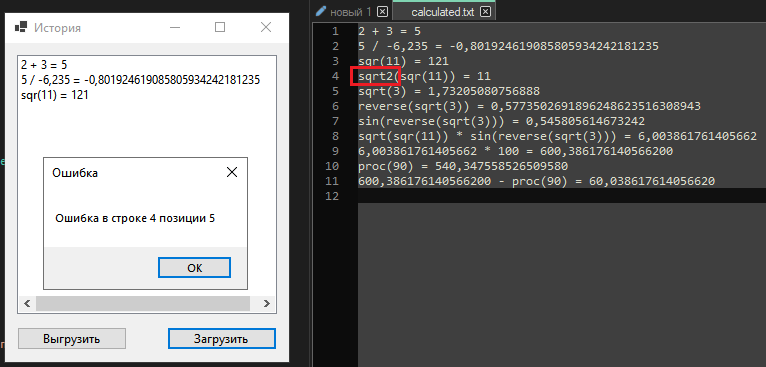 История
2 + 3 = 5
5 / -6,235 = -0,801924619085805934242181235
sqr(11) = 121
Ошибка
Ошибка в строке 4 позиции 5
OK
Выгрузить
Загрузить
новый 1
calculated.txt
1 2 + 3 = 5
2 5 / -6,235 = -0,801924619085805934242181235
3 sqr(11) = 121
4 sqrt2(sqr(11)) = 11
5 sqrt(3) = 1,73205080756888
6 reverse(sqrt(3)) = 0,5773502691896248623516308943
7 sin(reverse(sqrt(3))) = 0,545805614673242
8 sqrt(sqr(11)) * sin(reverse(sqrt(3))) = 6,003861761405662
9 6,003861761405662 * 100 = 600,386176140566200
10 proc(90) = 540,347558526509580
11 600,386176140566200 - proc(90) = 60,038617614056620
12